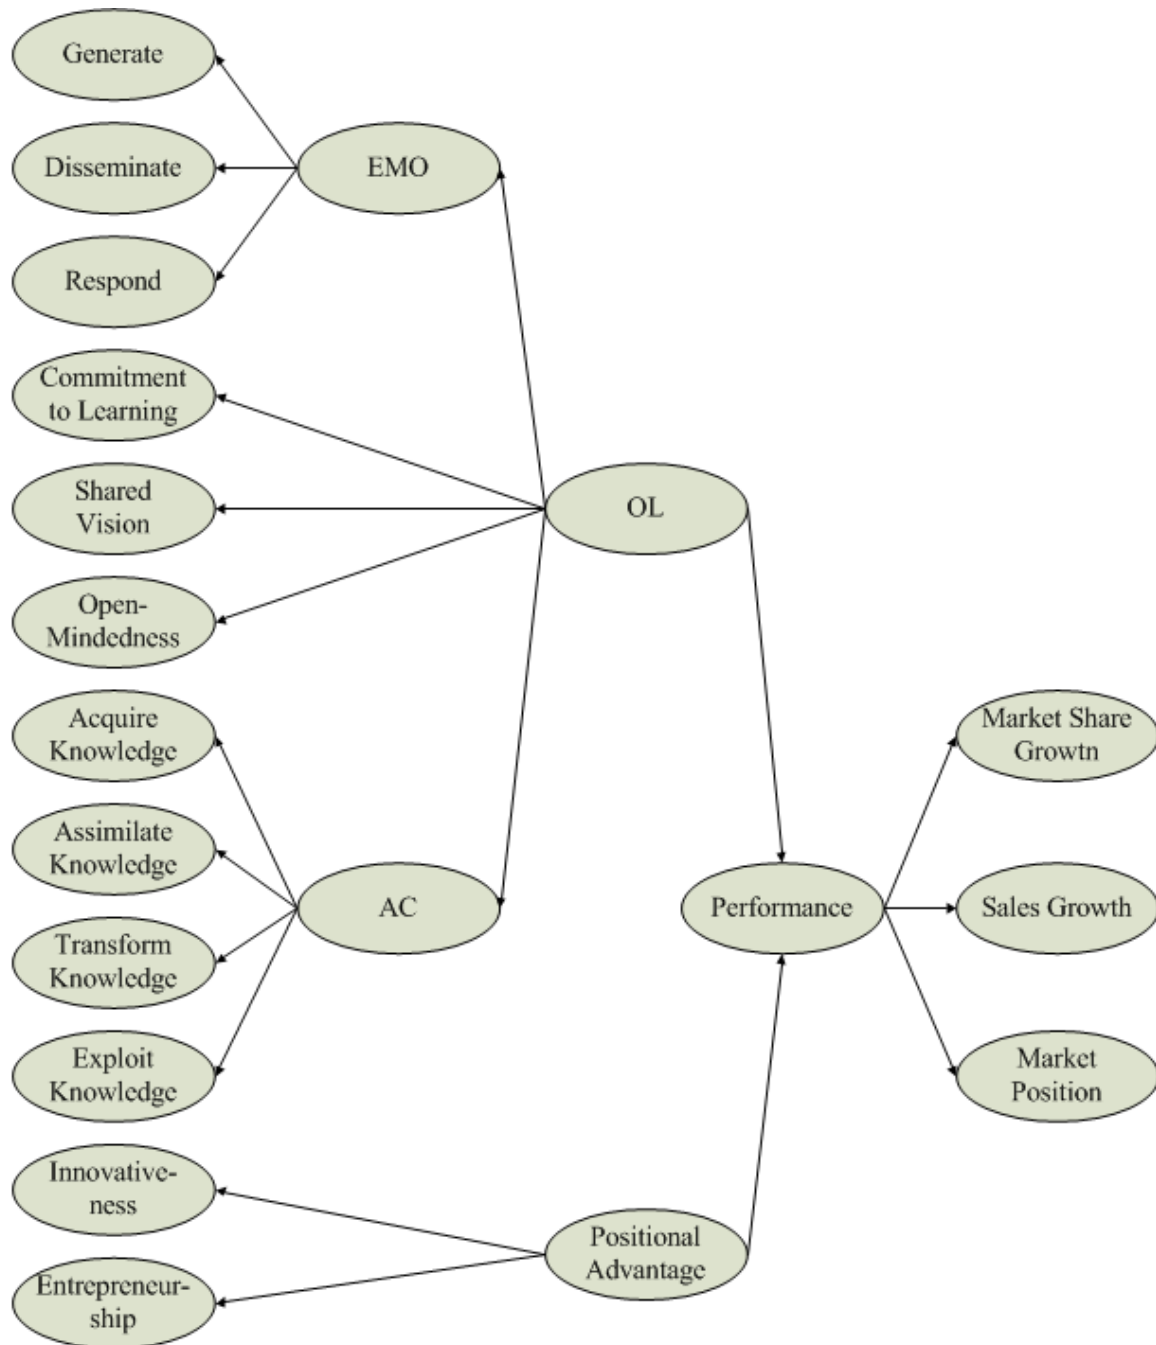 Generate
Disseminate
EMO
Respond
Commitment
to Learning
Shared
Vision
OL
Open-
Mindedness
Acquire
Knowledge
Market Share
Growtn
Assimilate
Knowledge
AC
Performance
Sales Growth
Transform
Knowledge
Exploit
Knowledge
Market
Position
Innovative-
ness
Positional
Advantage
Entrepreneur-
ship